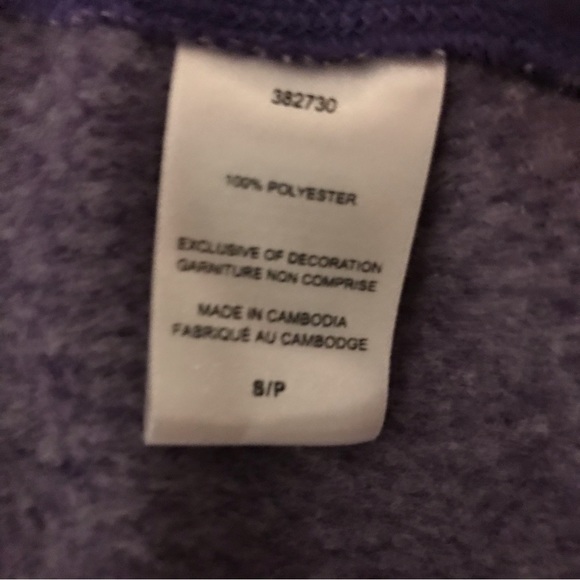 382730
100% POLYESTER
EXCLUSIVE OF DECORATION
GARNITURE NON COMPRISE
MADE IN CAMBODIA
FABRIQUÉ AU CAMBODGE
S/P